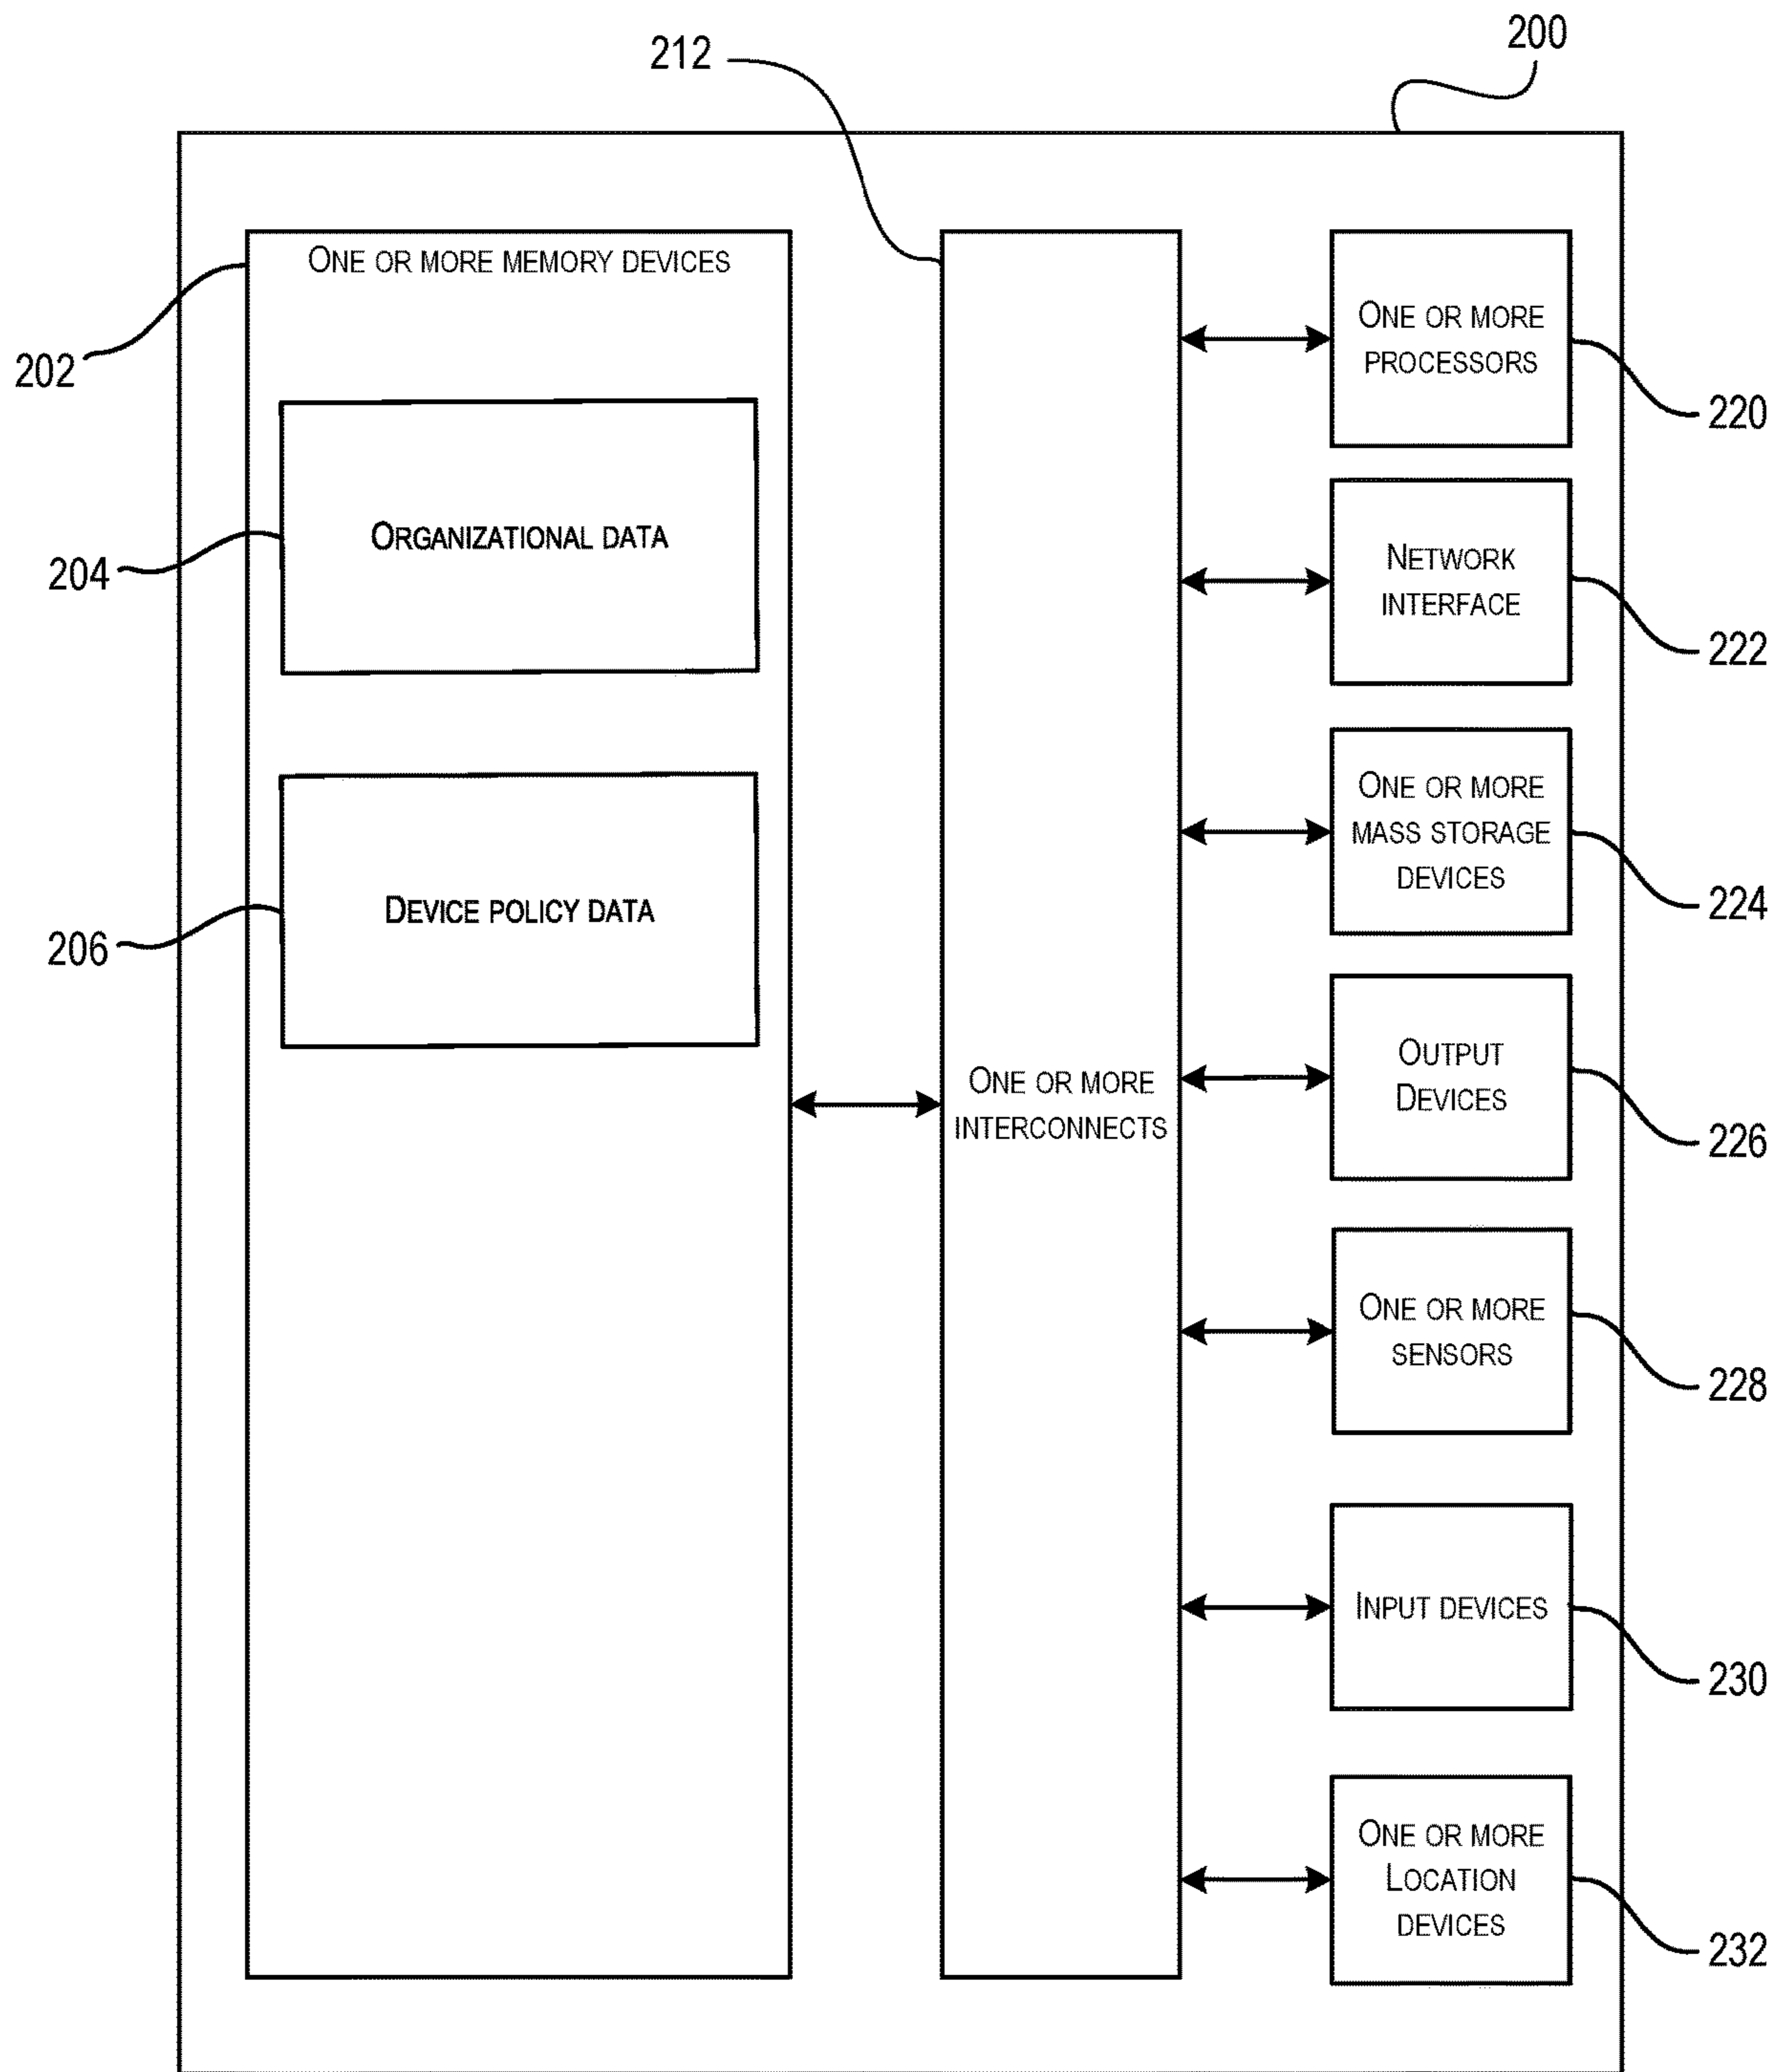 200
212
ONE OR MORE MEMORY DEVICES
202
ORGANIZATIONAL DATA
204
DEVICE POLICY DATA
206
ONE OR MORE
INTERCONNECTS
ONE OR MORE
PROCESSORS
220
NETWORK
INTERFACE
222
ONE OR MORE
MASS STORAGE
DEVICES
224
OUTPUT
DEVICES
226
ONE OR MORE
SENSORS
228
INPUT DEVICES
230
ONE OR MORE
LOCATION
DEVICES
232